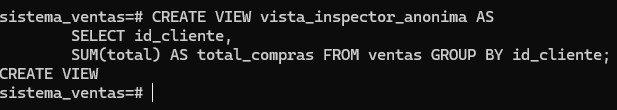 sistema_ventas=# CREATE VIEW vista_inspector_anonima AS
SELECT id_cliente,
SUM(total) AS total_compras FROM ventas GROUP BY id_cliente;
CREATE VIEW
sistema_ventas=#